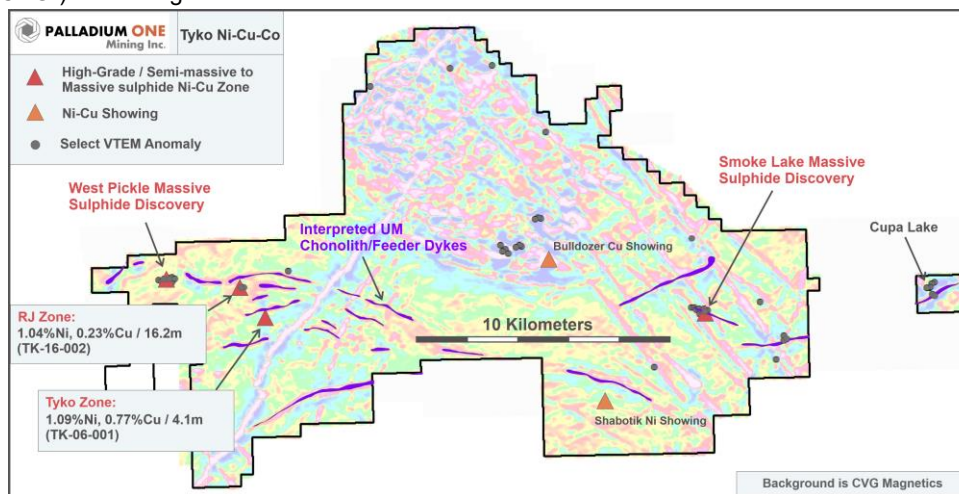 PALLADIUM ONE
Mining Inc.
Tyko Ni-Cu-Co
High-Grade / Semi-massive to
Massive sulphide Ni-Cu Zone
Ni-Cu Showing
Select VTEM Anomaly
West Pickle Massive
Sulphide Discovery
Interpreted UM
Chonolith/Feeder Dykes
Smoke Lake Massive
Sulphide Discovery
Cupa Lake
Bulldozer Cu Showing
RJ Zone:
1.04%Ni, 0.23%Cu / 16.2m
(TK-16-002)
10 Kilometers
Tyko Zone:
1.09%Ni, 0.77%Cu / 4.1m
(TK-06-001)
Shabotik Ni Showing
Background is CVG Magnetics